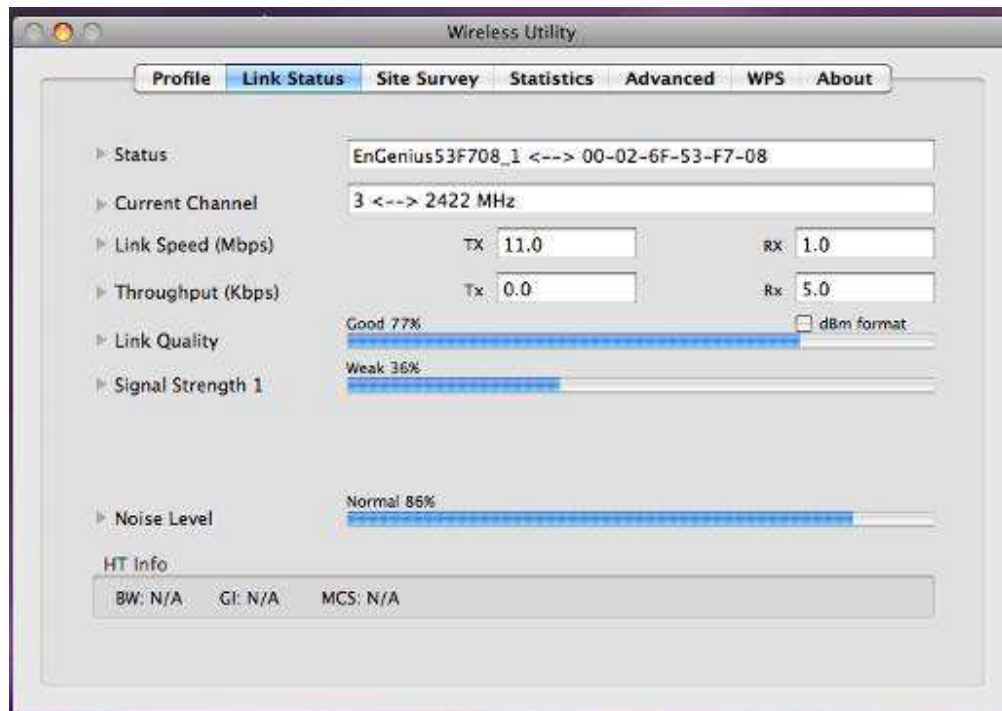 Wireless Utility
Profile Link Status Site Survey Statistics Advanced WPS About
Status EnGenius53F708_1 <--> 00-02-6F-53-F7-08
Current Channel 3 <--> 2422 MHz
Link Speed (Mbps) TX 11.0 RX 1.0
Throughput (Kbps) Tx 0.0 Rx 5.0
Good 77% dBm format
Link Quality
Weak 36%
Signal Strength 1
Normal 86%
Noise Level
HT Info
BW: N/A GI: N/A MCS: N/A